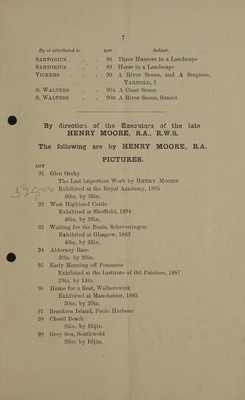 7
By or attributed to LOT Subject.
SARTORIUS . . . 88 Three Hunters in a Landscape
SARTORIUS . . . 89 Horse in a Landscape
VICKERS . . . 90 A River Scene, and A Seapiece,
YARNOLD, 2
S. WALTERS . . 90A A Coast Scene
S. WALTERS . . 90B A River Scene, Sunset
By direction of the Executors of the late
HENRY MOORE, R.A., R.W.S.
The following are by HENRY MOORE, R.A.
PICTURES.
LOT
91 Glen Orchy
The Last important Work by HENRY MOORE
Exhibited at the Royal Academy, 1895
60in. by 36in.
92 West Highland Cattle
Exhibited at Sheffield, 1894
46in. by 36in.
93 Waiting for the Boats, Scheveningen
Exhibited at Glasgow, 1885
40in. by 24in.
94 Alderney Race
30in. by 20in.
95 Early Morning off Penzance
Exhibited at the Institute of Oil Painters, 1887
29in. by 14in.
96 Home for a Rest, Walberswick
Exhibited at Manchester, 1885
30in. by 20in.
97 Branksea Island, Poole Harbour
98 Chesil Beach
26in. by 16½in.
99 Grey Sea, Southwold
26in. by 16½in.